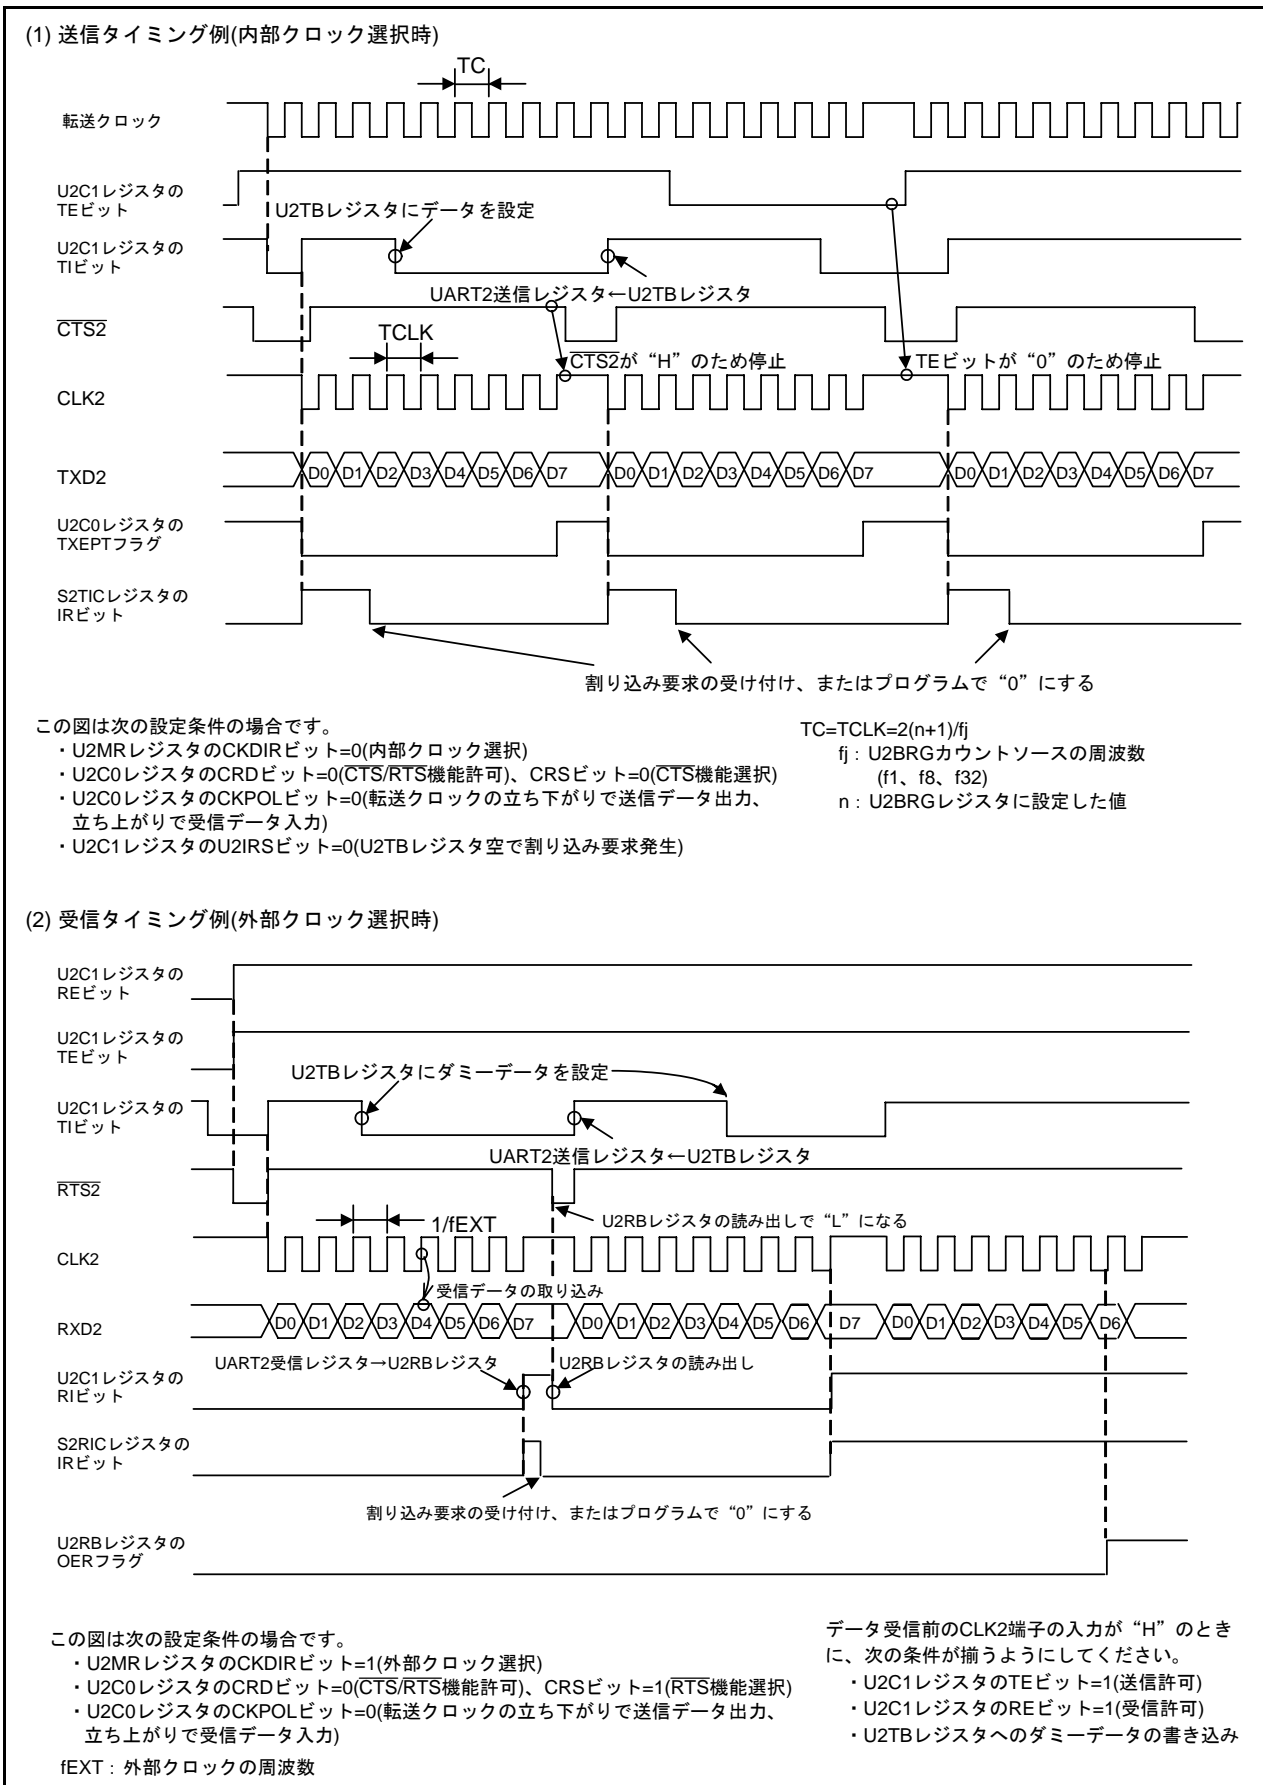 (1) 送信タイミング例(内部クロック選択時)
TC
転送クロック
U2C1レジスタの
TEビット
U2TBレジスタにデータを設定
U2C1レジスタの
TIビット
UART2送信レジスタ←U2TBレジスタ
CTS2
TCLK
CTS2が“H”のため停止
TEビットが“0”のため停止
CLK2
TXD2
D0 D1 D2 D3 D4 D5 D6 D7 D0 D1 D2 D3 D4 D5 D6 D7 D0 D1 D2 D3 D4 D5 D6 D7
U2C0レジスタの
TXEPTフラグ
S2TICレジスタの
IRビット
割り込み要求の受け付け、またはプログラムで“0”にする
この図は次の設定条件の場合です。
・U2MRレジスタのCKDIRビット=0(内部クロック選択)
・U2C0レジスタのCRDビット=0(CTS/RTS機能許可)、CRSビット=0(CTS機能選択)
・U2C0レジスタのCKPOLビット=0(転送クロックの立ち下がりで送信データ出力、
立ち上がりで受信データ入力)
・U2C1レジスタのU2IRSビット=0(U2TBレジスタ空で割り込み要求発生)
TC=TCLK=2(n+1)/fj
fj：U2BRGカウントソースの周波数
(f1、f8、f32)
n：U2BRGレジスタに設定した値
(2) 受信タイミング例(外部クロック選択時)
U2C1レジスタの
REビット
U2C1レジスタの
TEビット
U2TBレジスタにダミーデータを設定
U2C1レジスタの
TIビット
UART2送信レジスタ←U2TBレジスタ
RTS2
1/fEXT
U2RBレジスタの読み出しで“L”になる
CLK2
受信データの取り込み
RXD2
D0 D1 D2 D3 D4 D5 D6 D7 D0 D1 D2 D3 D4 D5 D6 D7 D0 D1 D2 D3 D4 D5 D6
UART2受信レジスタ→U2RBレジスタ
U2RBレジスタの読み出し
U2C1レジスタの
RIビット
S2RICレジスタの
IRビット
割り込み要求の受け付け、またはプログラムで“0”にする
U2RBレジスタの
OERフラグ
この図は次の設定条件の場合です。
・U2MRレジスタのCKDIRビット=1(外部クロック選択)
・U2C0レジスタのCRDビット=0(CTS/RTS機能許可)、CRSビット=1(RTS機能選択)
・U2C0レジスタのCKPOLビット=0(転送クロックの立ち下がりで送信データ出力、
立ち上がりで受信データ入力)
fEXT：外部クロックの周波数
データ受信前のCLK2端子の入力が“H”のとき
に、次の条件が揃うようにしてください。
・U2C1レジスタのTEビット=1(送信許可)
・U2C1レジスタのREビット=1(受信許可)
・U2TBレジスタへのダミーデータの書き込み